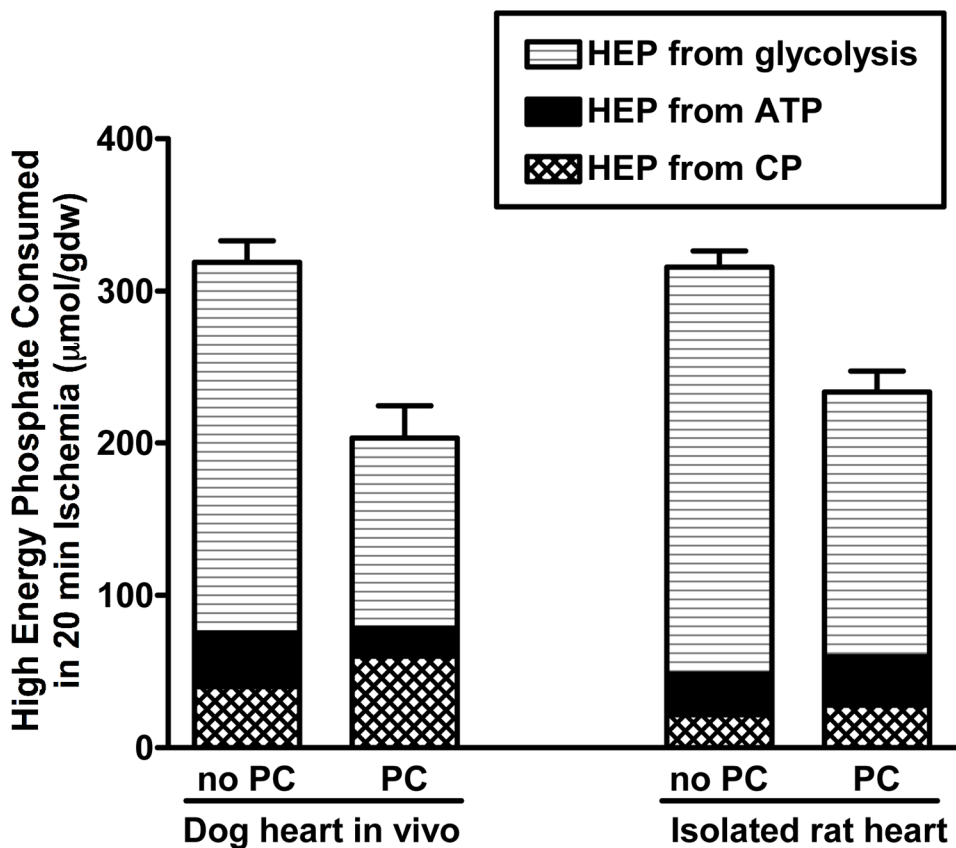 HEP from glycolysis
HEP from ATP
HEP from CP
High Energy Phosphate Consumed
in 20 min Ischemia (μmol/gdw)
400
300
200
100
0
no PC
PC
no PC
PC
Dog heart in vivo
Isolated rat heart